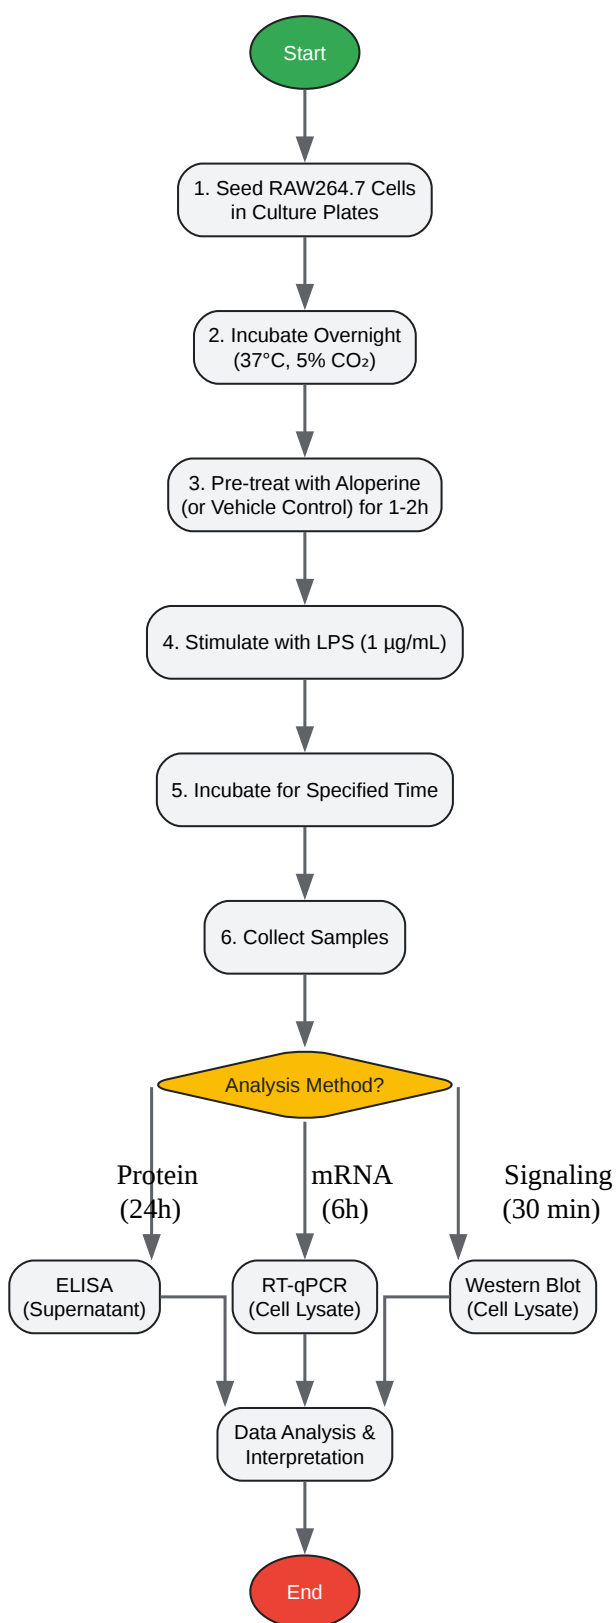 Start
1. Seed RAW264.7 Cells
in Culture Plates
2. Incubate Overnight
(37°C, 5% CO₂)
3. Pre-treat with Aloperine
(or Vehicle Control) for 1-2h
4. Stimulate with LPS (1 µg/mL)
5. Incubate for Specified Time
6. Collect Samples
Analysis Method?
Protein
(24h)
mRNA
(6h)
Signaling
(30 min)
ELISA
(Supernatant)
RT-qPCR
(Cell Lysate)
Western Blot
(Cell Lysate)
Data Analysis &
Interpretation
End